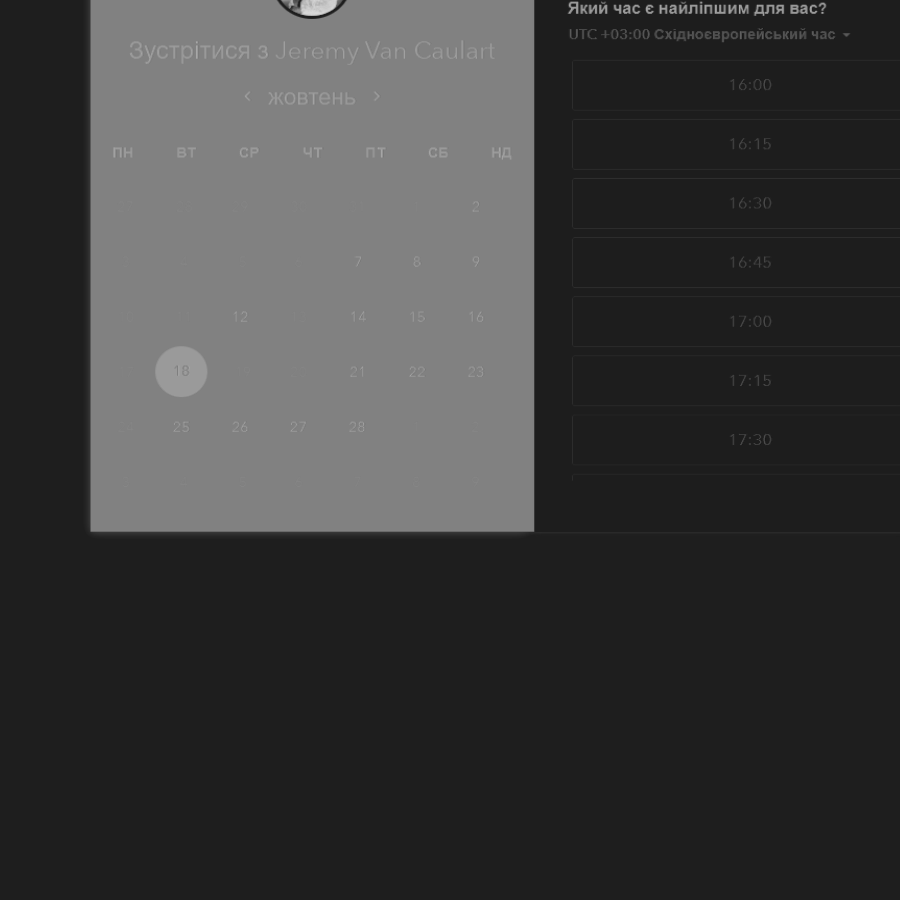 Зустрітися з Jeremy Van Caulart
жовтень
ПН ВТ СР ЧТ ПТ СБ НД
2
7 8 9
12 14 15 16
18 21 22 23
25 26 27 28
Який час є найліпшим для вас?
UTC +03:00 Східноєвропейський час
16:00
16:15
16:30
16:45
17:00
17:15
17:30